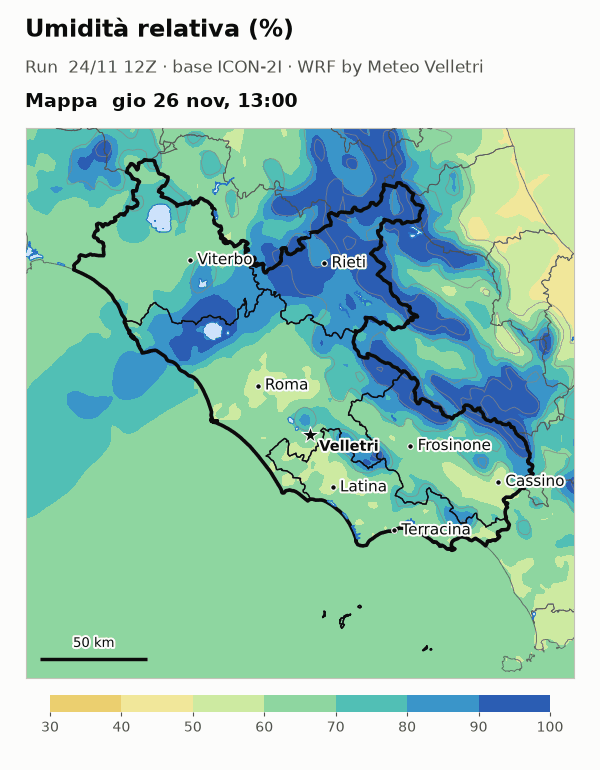 Umidità relativa (%)
Run 24/11 12Z · base ICON-2I · WRF by Meteo Velletri
Mappa gio 26 nov, 13:00
Viterbo
Rieti
Roma
Velletri
Frosinone
Latina
Cassino
Terracina
50 km
30 40 50 60 70 80 90 100